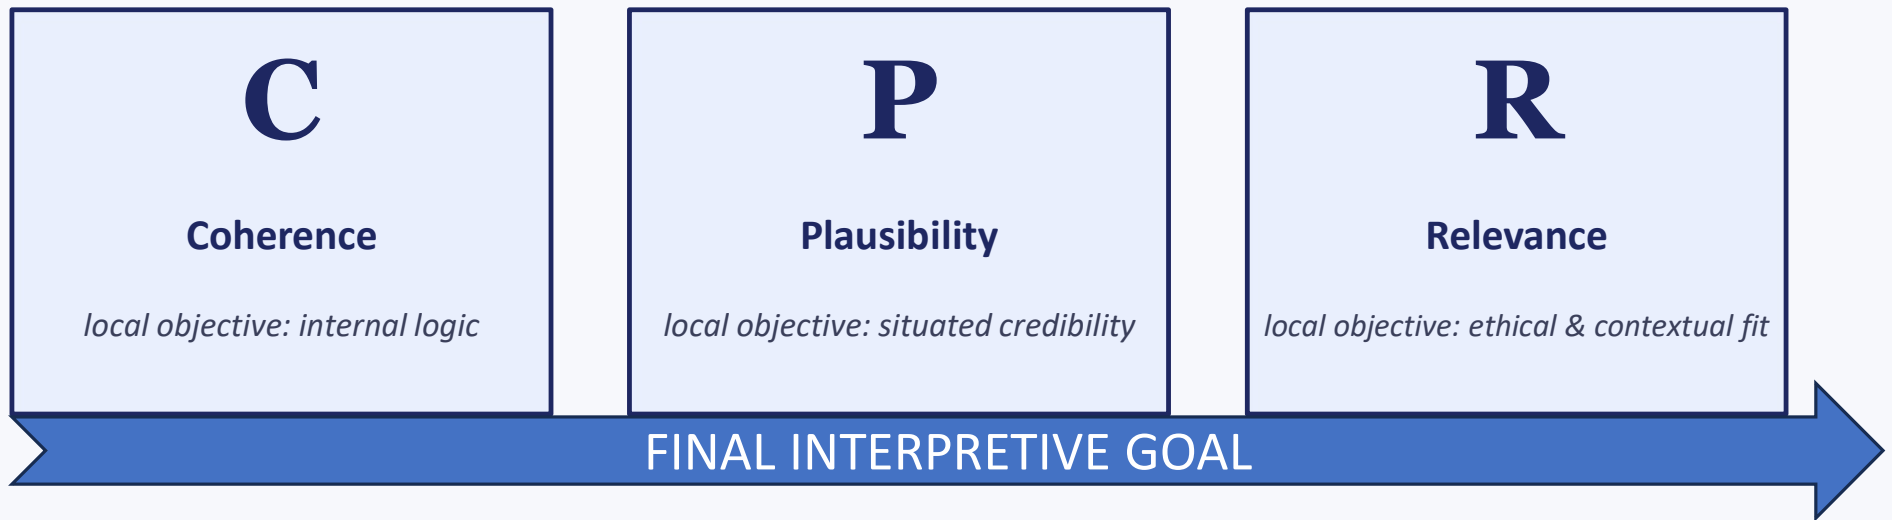 C
Coherence
local objective: internal logic
P
Plausibility
local objective: situated credibility
R
Relevance
local objective: ethical & contextual fit
FINAL INTERPRETIVE GOAL